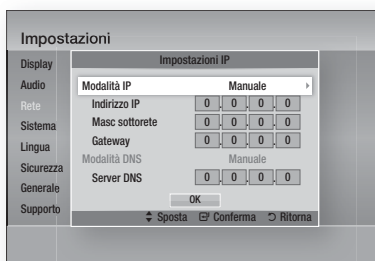 Impostazioni
Display
Audio
Rete
Sistema
Lingua
Sicurezza
Generale
Supporto
Impostazioni IP
Modalità IP Manuale
Indirizzo IP 0 . 0 . 0 . 0
Masc sottorete 0 . 0 . 0 . 0
Gateway 0 . 0 . 0 . 0
Modalità DNS Manuale
Server DNS 0 . 0 . 0 . 0
OK
Sposta Conferma Ritorna